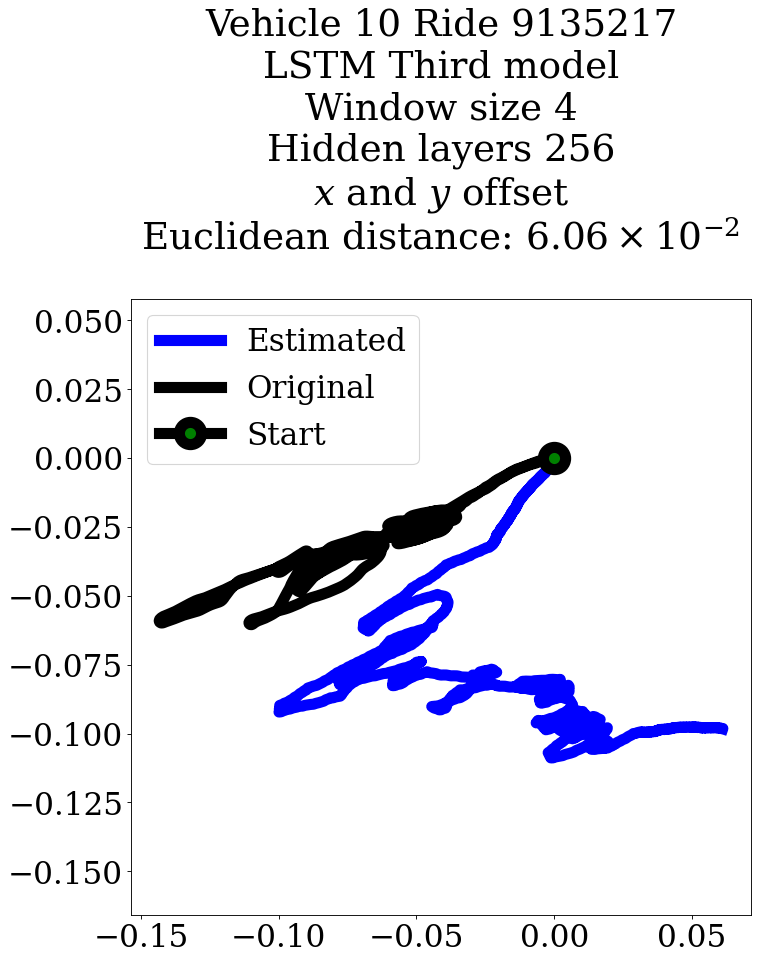 Vehicle 10 Ride 9135217
LSTM Third model
Window size 4
Hidden layers 256
x and y offset
Euclidean distance: 6.06 × 10⁻²
Estimated
Original
Start
0.050
0.025
0.000
−0.025
−0.050
−0.075
−0.100
−0.125
−0.150
−0.15 −0.10 −0.05 0.00 0.05